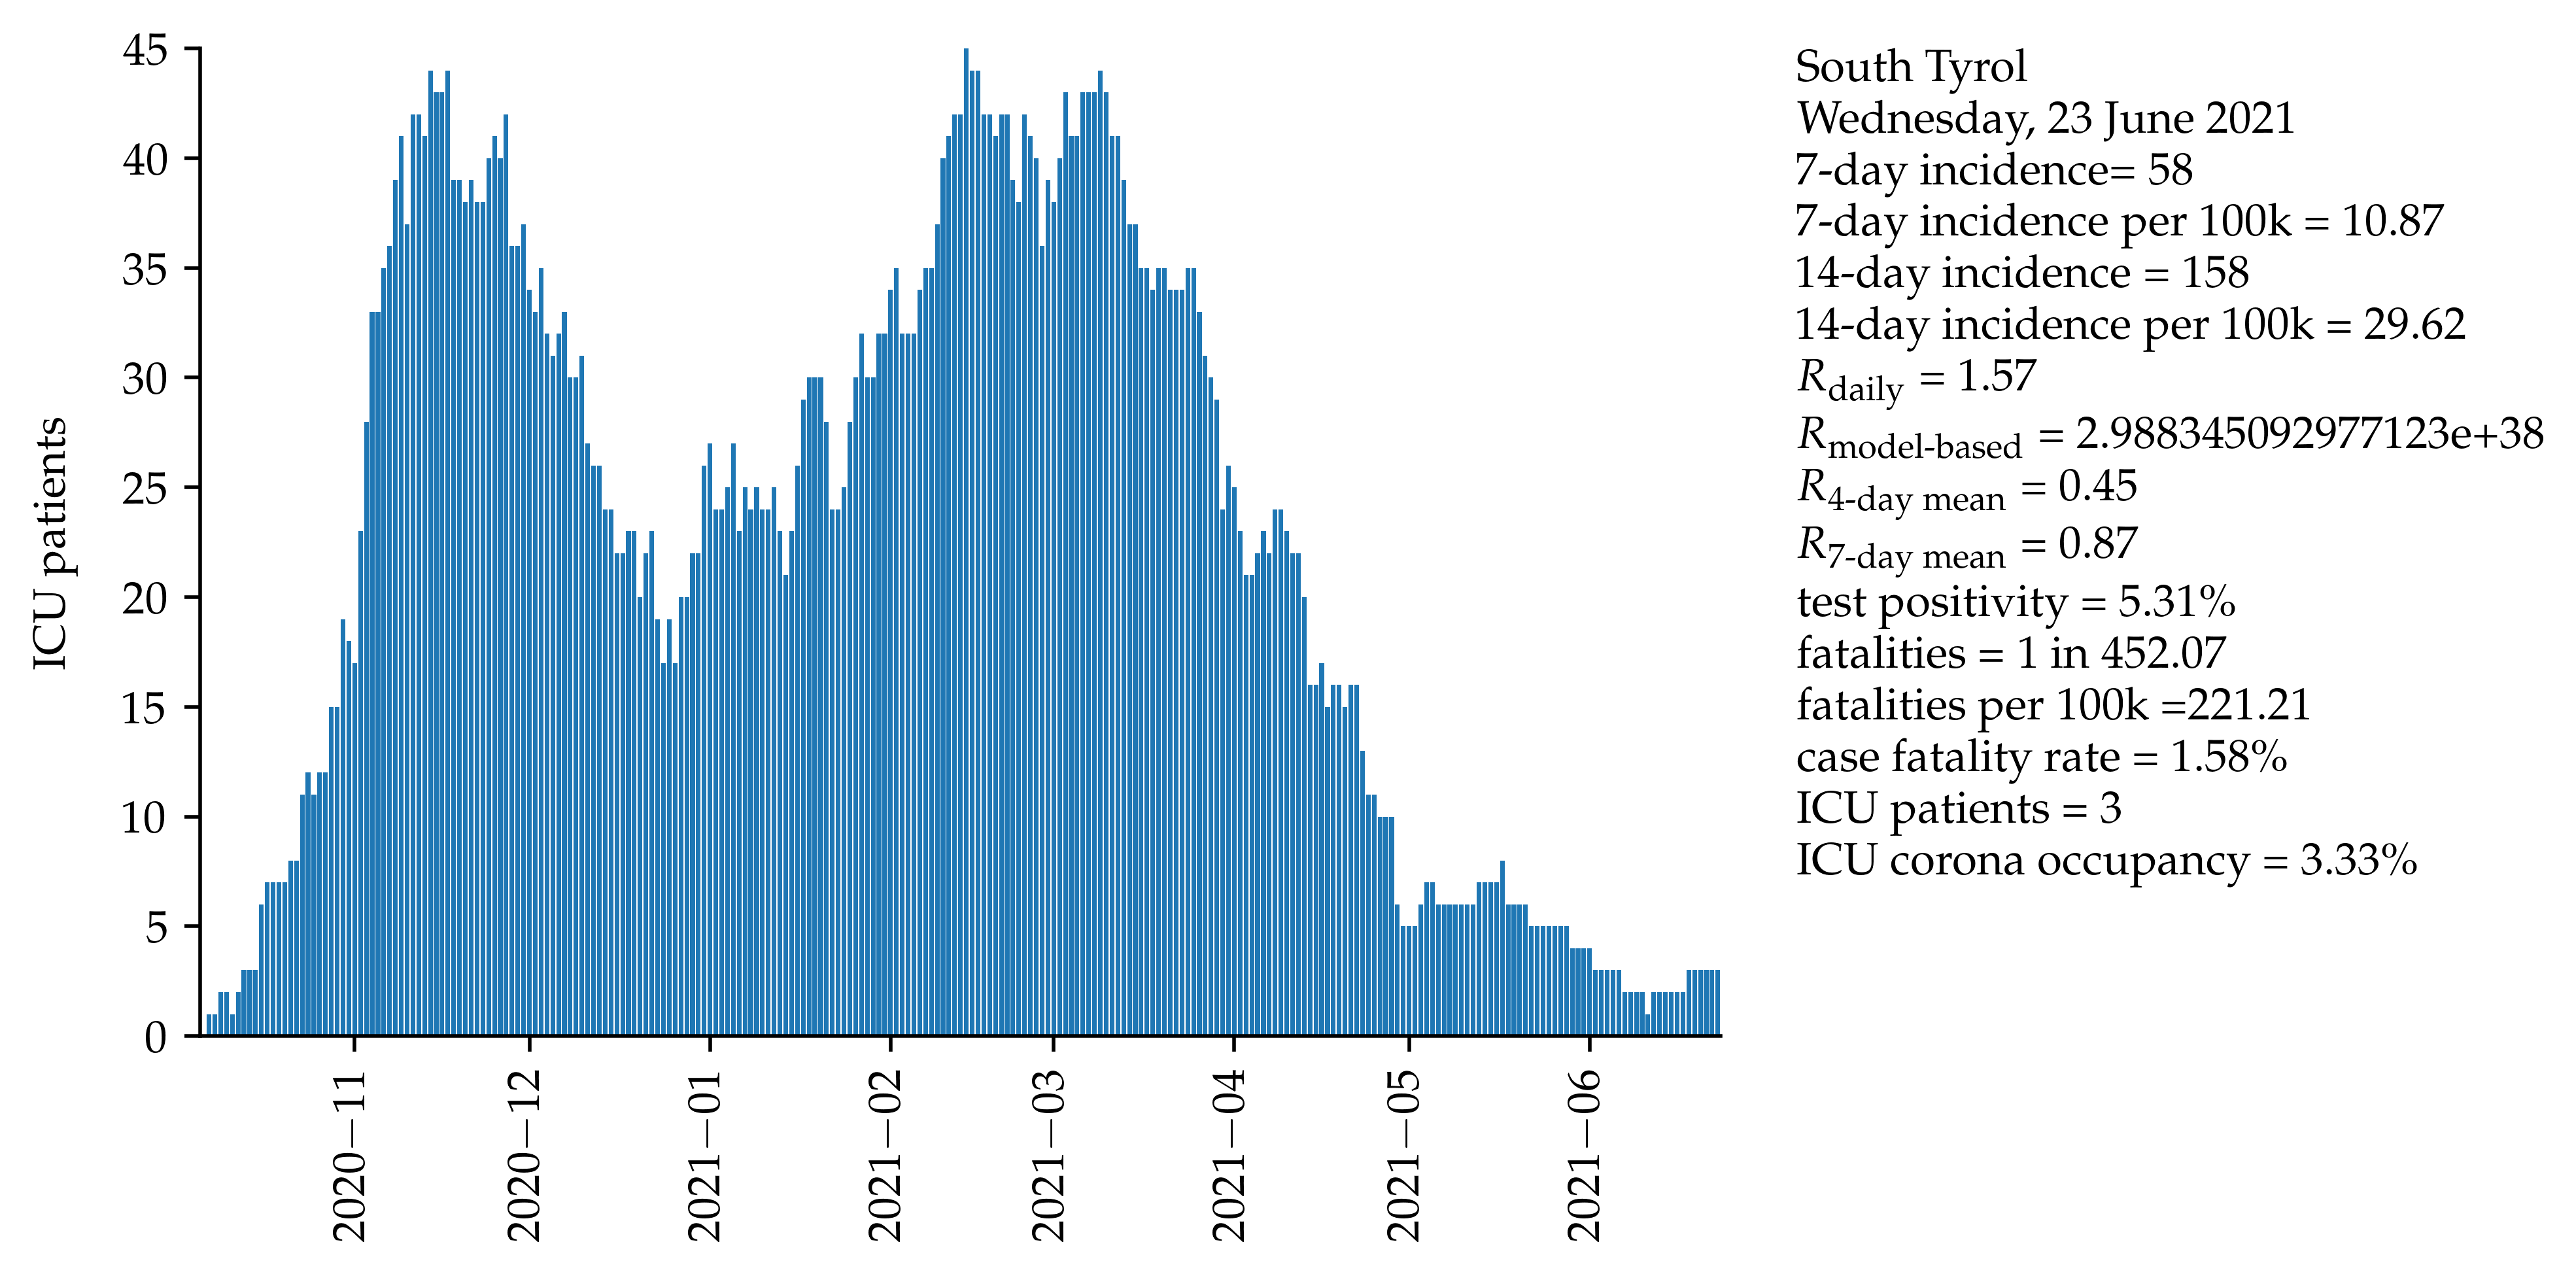 South Tyrol
Wednesday, 23 June 2021
7-day incidence= 58
7-day incidence per 100k = 10.87
14-day incidence = 158
14-day incidence per 100k = 29.62
Rdaily = 1.57
Rmodel-based = 2.988345092977123e+38
R4-day mean = 0.45
R7-day mean = 0.87
test positivity = 5.31%
fatalities = 1 in 452.07
fatalities per 100k =221.21
case fatality rate = 1.58%
ICU patients = 3
ICU corona occupancy = 3.33%
ICU patients
45
40
35
30
25
20
15
10
5
0
2020−11
2020−12
2021−01
2021−02
2021−03
2021−04
2021−05
2021−06